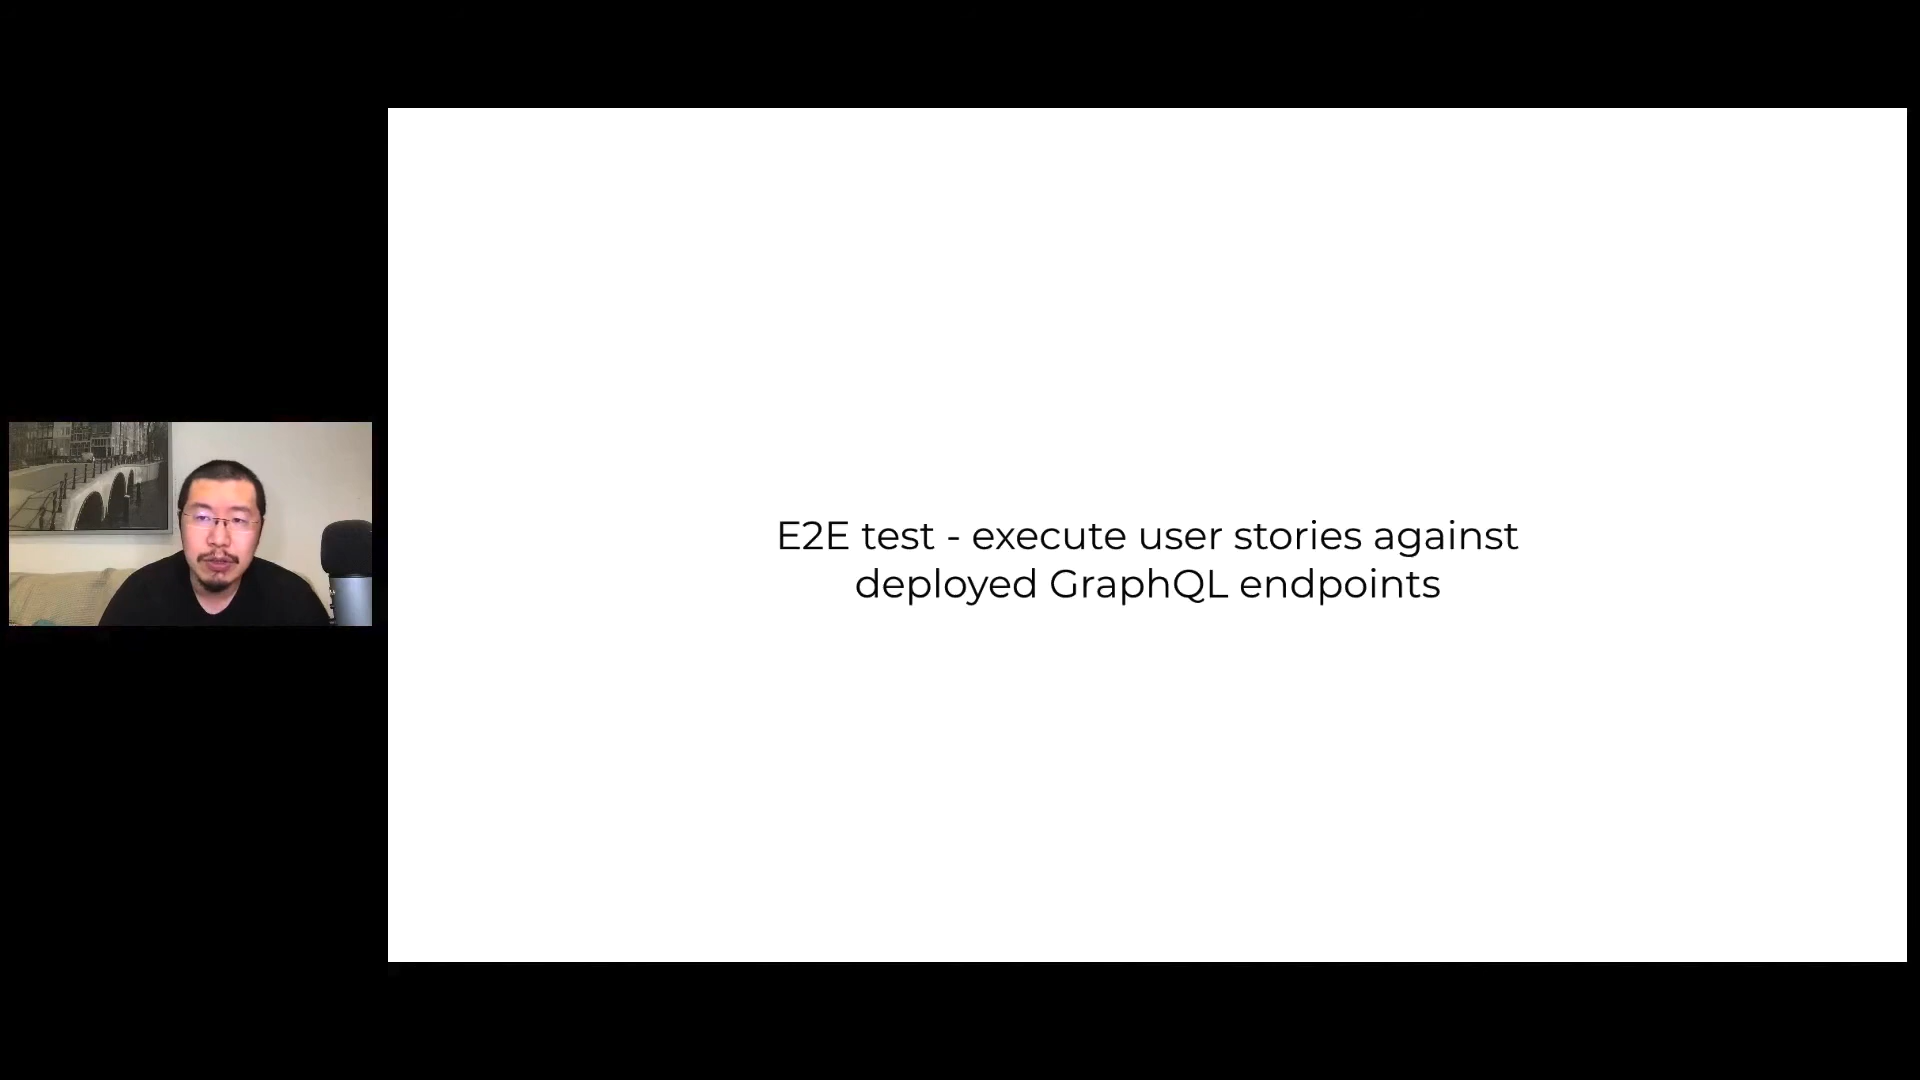 E2E test - execute user stories against
deployed GraphQL endpoints